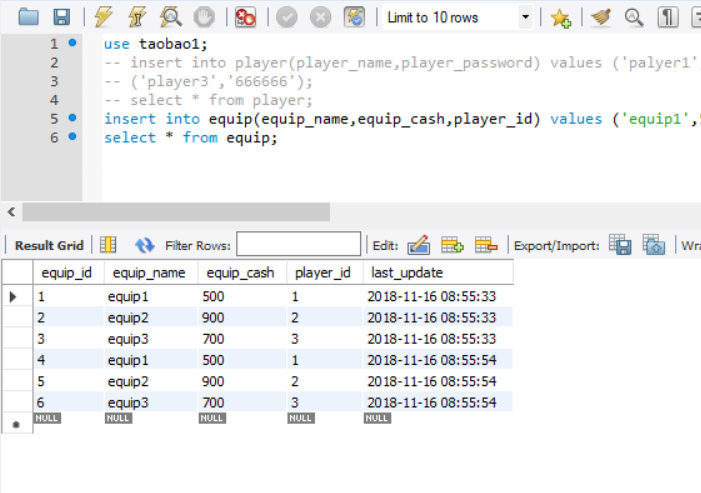 Limit to 10 rows
1 use taobao1;
2 -- insert into player(player_name,player_password) values ('palyer1'
3 -- ('player3','666666');
4 -- select * from player;
5 insert into equip(equip_name,equip_cash,player_id) values ('equip1',
6 select * from equip;
Result Grid Filter Rows: Edit: Export/Import: Wra
equip_id equip_name equip_cash player_id last_update
1 equip1 500 1 2018-11-16 08:55:33
2 equip2 900 2 2018-11-16 08:55:33
3 equip3 700 3 2018-11-16 08:55:33
4 equip1 500 1 2018-11-16 08:55:54
5 equip2 900 2 2018-11-16 08:55:54
6 equip3 700 3 2018-11-16 08:55:54
NULL NULL NULL NULL NULL